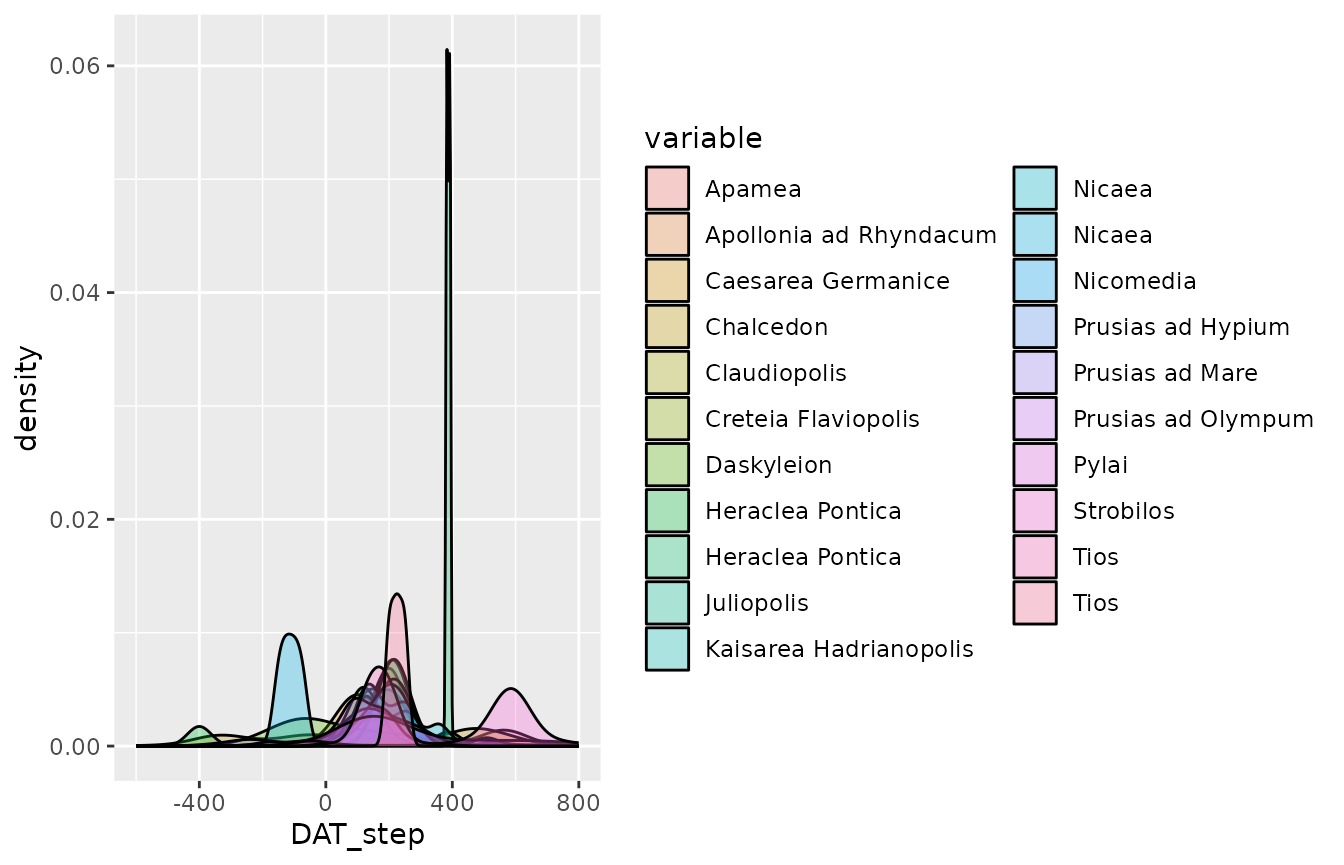 0.06
0.04
0.02
0.00
density
-400 0 400 800
DAT_step
variable
Apamea
Apollonia ad Rhyndacum
Caesarea Germanice
Chalcedon
Claudiopolis
Creteia Flaviopolis
Daskyleion
Heraclea Pontica
Heraclea Pontica
Juliopolis
Kaisarea Hadrianopolis
Nicaea
Nicaea
Nicomedia
Prusias ad Hypium
Prusias ad Mare
Prusias ad Olympum
Pylai
Strobilos
Tios
Tios